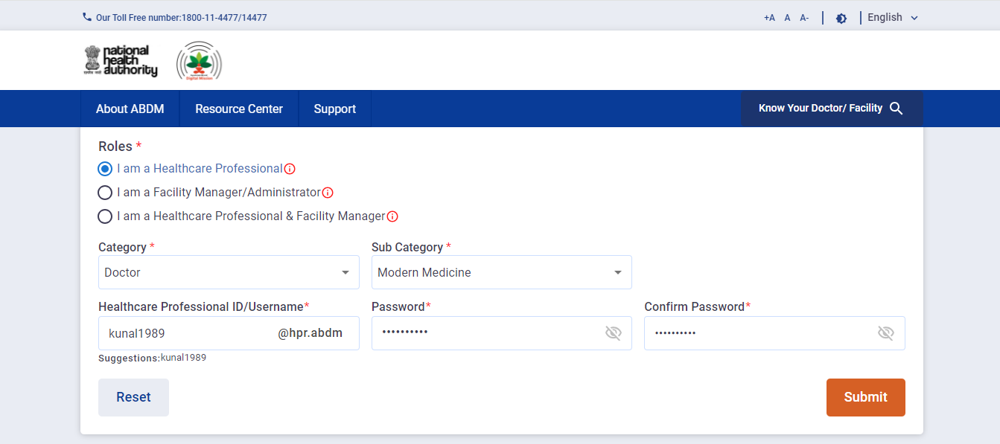 Our Toll Free number:1800-11-4477/14477 +A A A- English
national
health
authority
Digital Mission
About ABDM Resource Center Support Know Your Doctor/ Facility
Roles *
I am a Healthcare Professional
I am a Facility Manager/Administrator
I am a Healthcare Professional & Facility Manager
Category * Sub Category *
Doctor Modern Medicine
Healthcare Professional ID/Username* Password* Confirm Password*
kunal1989 @hpr.abdm •••••••••• ••••••••••
Suggestions:kunal1989
Reset Submit